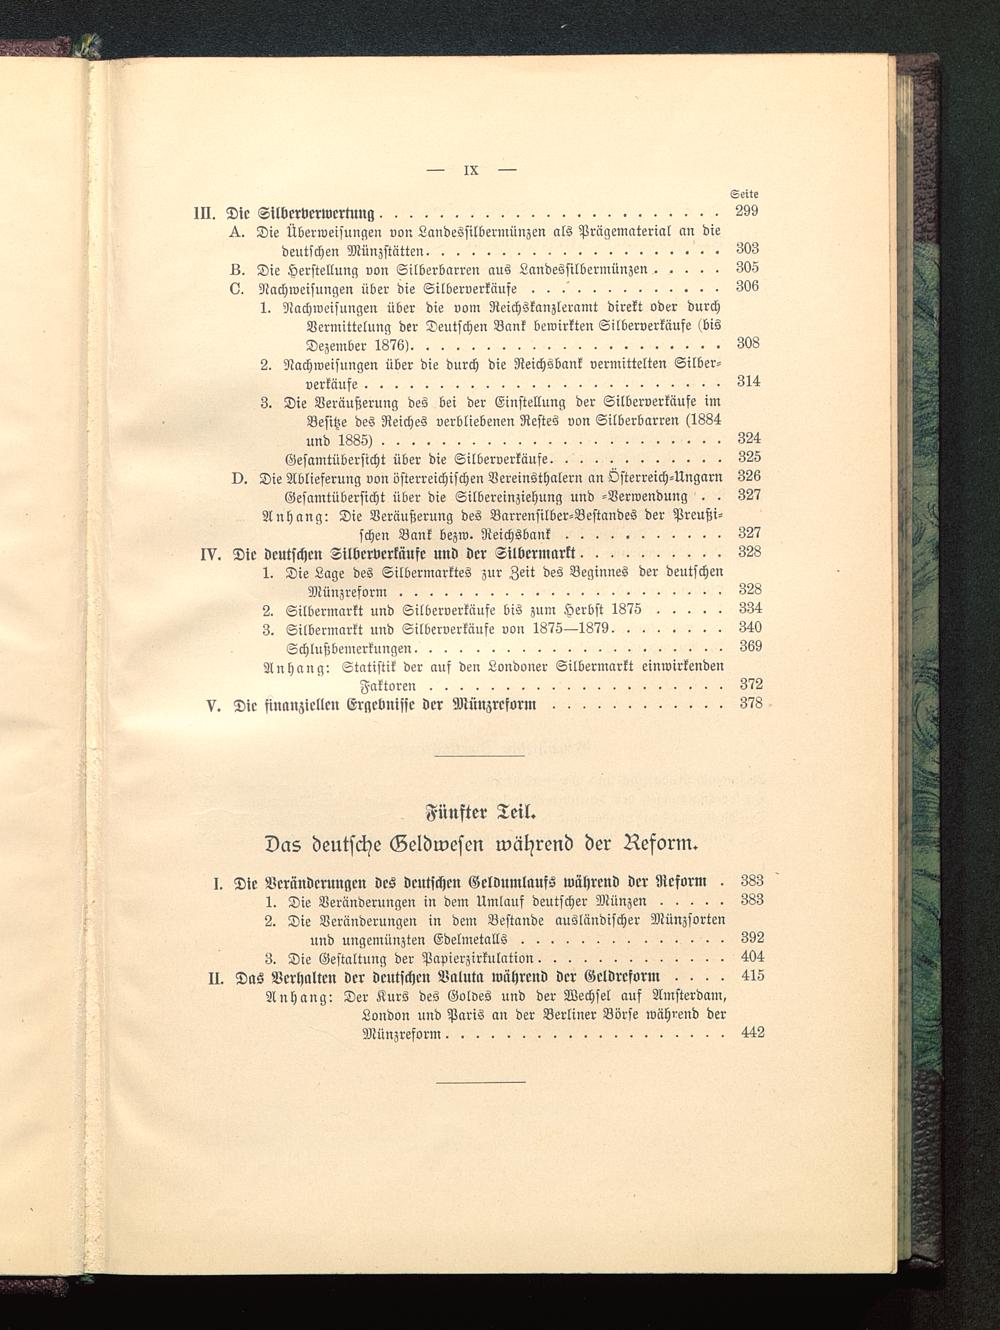 — IX —
Seite
III. Die Silberverwertung . . . . . . . . . . . . . . . . . . . . . . . 299
A. Die Überweisungen von Landessilbermünzen als Prägematerial an die
deutschen Münzstätten . . . . . . . . . . . . . . . . . . . . 303
B. Die Herstellung von Silberbarren aus Landessilbermünzen . . . . . 305
C. Nachweisungen über die Silberverkäufe . . . . . . . . . . . . . 306
1. Nachweisungen über die vom Reichskanzleramt direkt oder durch
Vermittelung der Deutschen Bank bewirkten Silberverkäufe (bis
Dezember 1876) . . . . . . . . . . . . . . . . . . . . . 308
2. Nachweisungen über die durch die Reichsbank vermittelten Silber-
verkäufe . . . . . . . . . . . . . . . . . . . . . . . . 314
3. Die Veräußerung des bei der Einstellung der Silberverkäufe im
Besitze des Reiches verbliebenen Restes von Silberbarren (1884
und 1885) . . . . . . . . . . . . . . . . . . . . . . . 324
Gesamtübersicht über die Silberverkäufe . . . . . . . . . . . . 325
D. Die Ablieferung von österreichischen Vereinsthalern an Österreich-Ungarn 326
Gesamtübersicht über die Silbereinziehung und -Verwendung . . 327
Anhang: Die Veräußerung des Barrensilber-Bestandes der Preußi-
schen Bank bezw. Reichsbank . . . . . . . . . . . 327
IV. Die deutschen Silberverkäufe und der Silbermarkt . . . . . . . . . . 328
1. Die Lage des Silbermarktes zur Zeit des Beginnes der deutschen
Münzreform . . . . . . . . . . . . . . . . . . . . . . 328
2. Silbermarkt und Silberverkäufe bis zum Herbst 1875 . . . . . 334
3. Silbermarkt und Silberverkäufe von 1875—1879 . . . . . . . . 340
Schlußbemerkungen . . . . . . . . . . . . . . . . . . . . . 369
Anhang: Statistik der auf den Londoner Silbermarkt einwirkenden
Faktoren . . . . . . . . . . . . . . . . . . . . 372
V. Die finanziellen Ergebnisse der Münzreform . . . . . . . . . . . . 378
Fünfter Teil.
Das deutsche Geldwesen während der Reform.
I. Die Veränderungen des deutschen Geldumlaufs während der Reform . 383
1. Die Veränderungen in dem Umlauf deutscher Münzen . . . . . 383
2. Die Veränderungen in dem Bestande ausländischer Münzsorten
und ungemünzten Edelmetalls . . . . . . . . . . . . . . 392
3. Die Gestaltung der Papierzirkulation . . . . . . . . . . . . . 404
II. Das Verhalten der deutschen Valuta während der Geldreform . . . . 415
Anhang: Der Kurs des Goldes und der Wechsel auf Amsterdam,
London und Paris an der Berliner Börse während der
Münzreform . . . . . . . . . . . . . . . . . . . 442